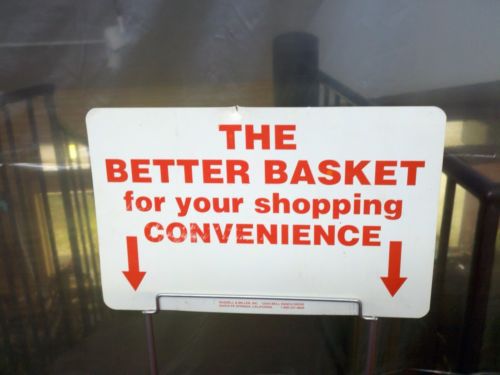 THE
BETTER BASKET
for your shopping
CONVENIENCE